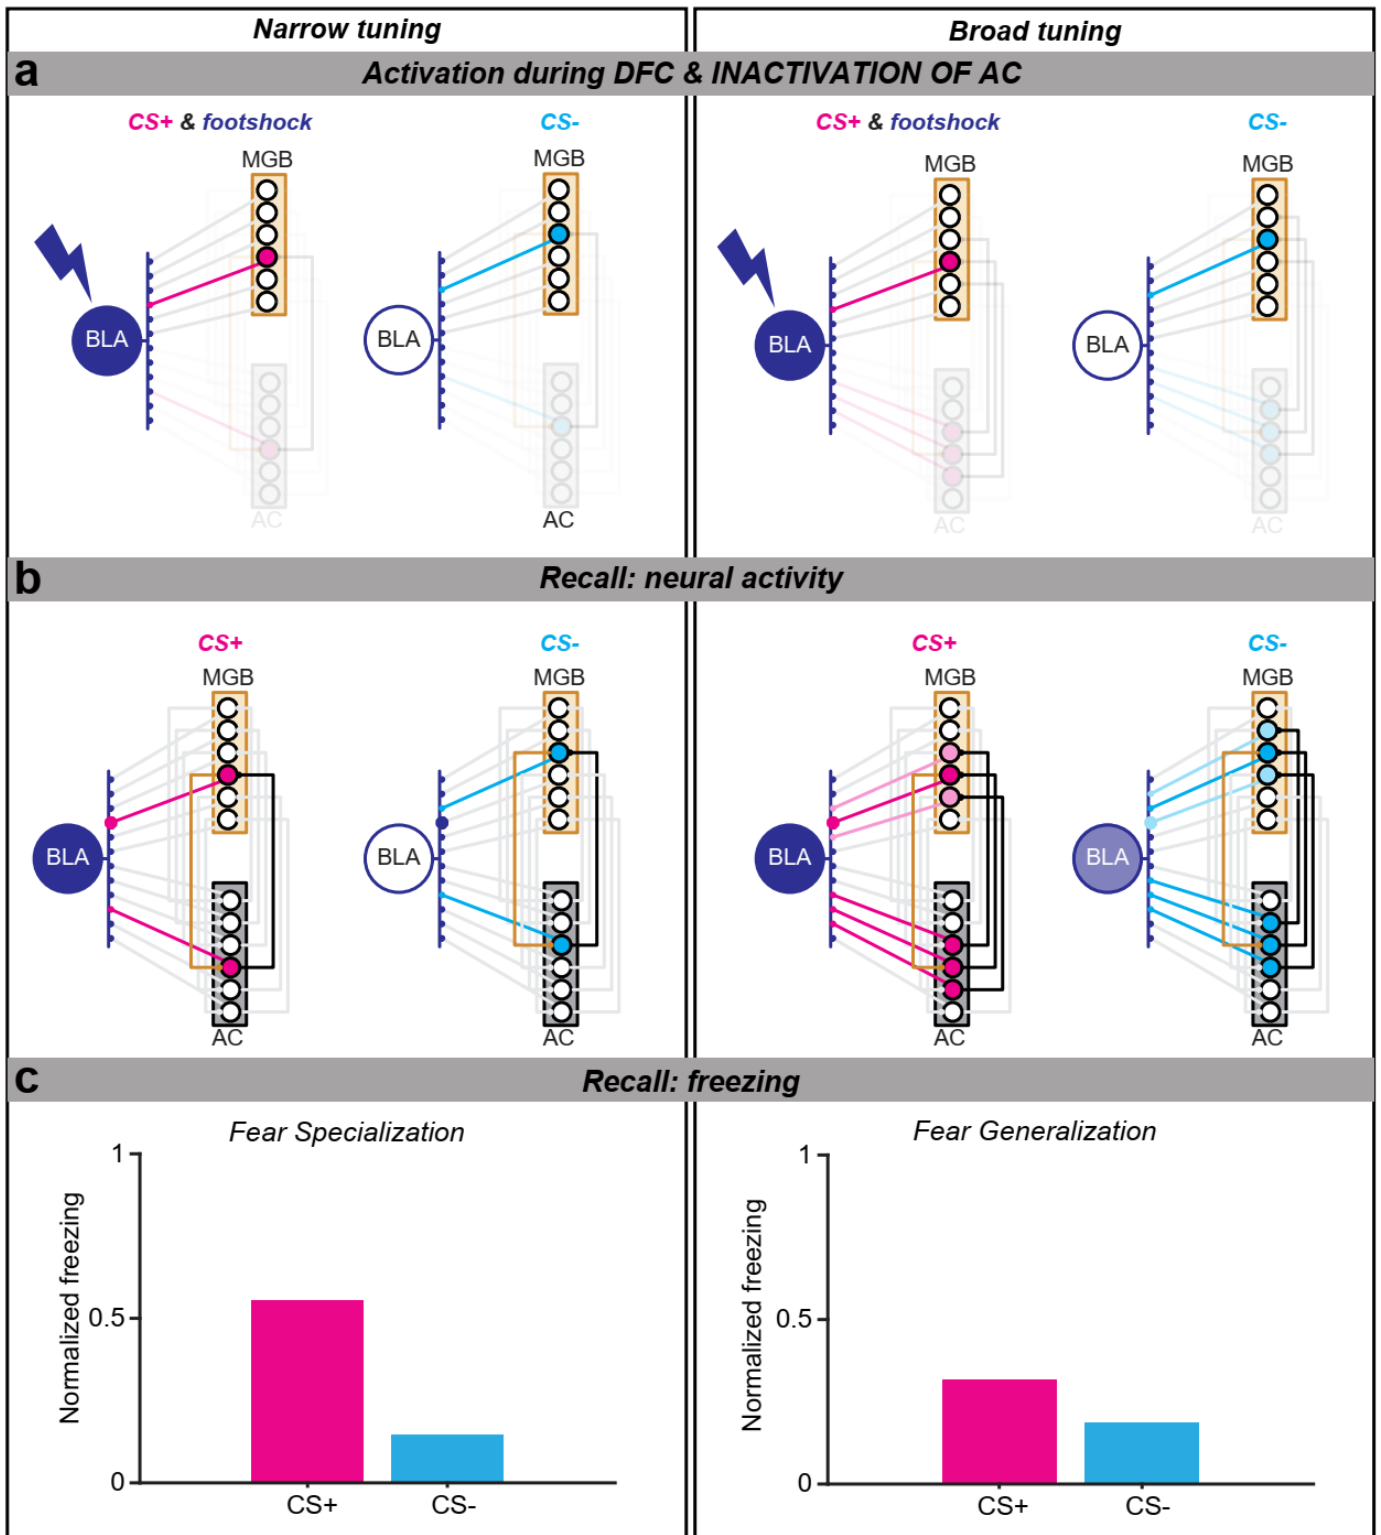 Narrow tuning
Broad tuning
a
Activation during DFC & INACTIVATION OF AC
CS+ & footshock
CS-
CS+ & footshock
CS-
MGB
MGB
MGB
MGB
BLA
BLA
BLA
BLA
AC
AC
AC
AC
b
Recall: neural activity
CS+
CS-
CS+
CS-
MGB
MGB
MGB
MGB
BLA
BLA
BLA
BLA
AC
AC
AC
AC
c
Recall: freezing
Fear Specialization
1
0.5
0
Normalized freezing
CS+
CS-
Fear Generalization
1
0.5
0
Normalized freezing
CS+
CS-